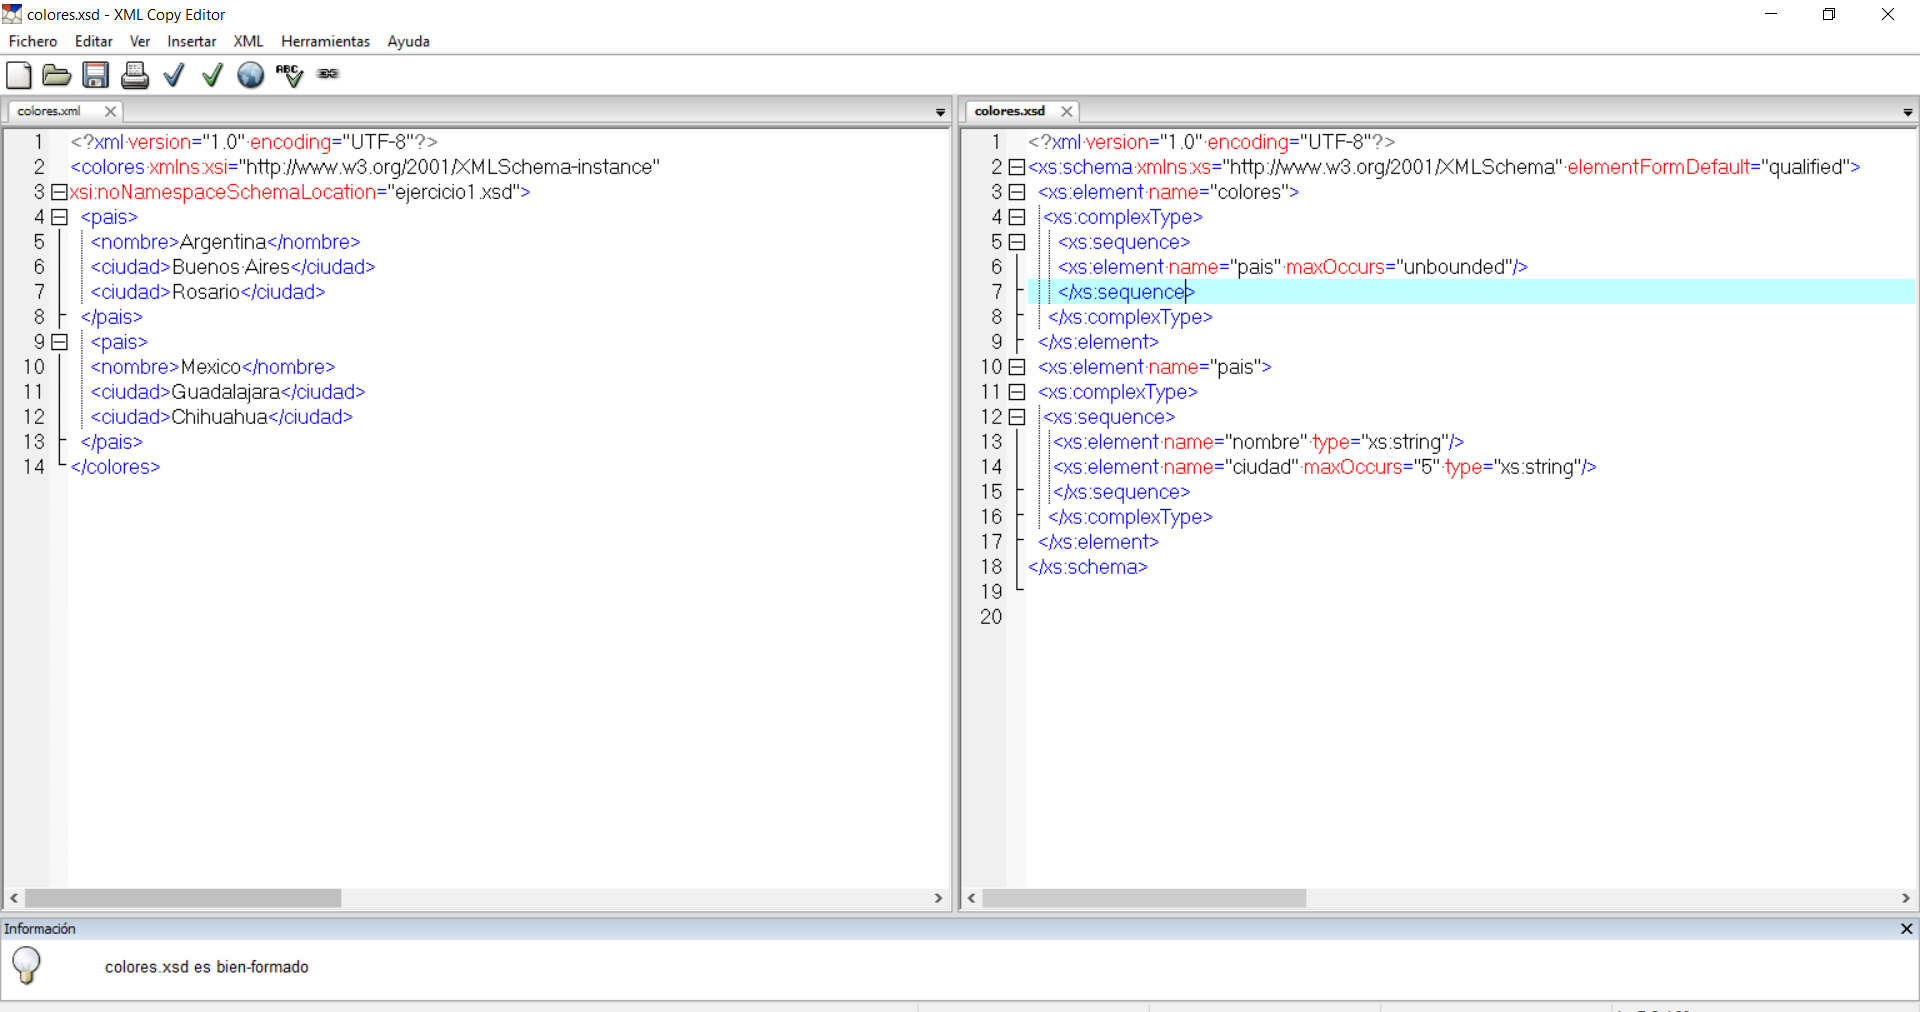 colores.xsd - XML Copy Editor
Fichero Editar Ver Insertar XML Herramientas Ayuda
ABC
colores.xml
1 <?xml version="1.0" encoding="UTF-8"?>
2 <colores xmlns:xsi="http://www.w3.org/2001/XMLSchema-instance"
3 xsi:noNamespaceSchemaLocation="ejercicio1.xsd">
4 <pais>
5 <nombre>Argentina</nombre>
6 <ciudad>Buenos Aires</ciudad>
7 <ciudad>Rosario</ciudad>
8 </pais>
9 <pais>
10 <nombre>Mexico</nombre>
11 <ciudad>Guadalajara</ciudad>
12 <ciudad>Chihuahua</ciudad>
13 </pais>
14 </colores>
colores.xsd
1 <?xml version="1.0" encoding="UTF-8"?>
2 <xs:schema xmlns:xs="http://www.w3.org/2001/XMLSchema" elementFormDefault="qualified">
3 <xs:element name="colores">
4 <xs:complexType>
5 <xs:sequence>
6 <xs:element name="pais" maxOccurs="unbounded"/>
7 </xs:sequence>
8 </xs:complexType>
9 </xs:element>
10 <xs:element name="pais">
11 <xs:complexType>
12 <xs:sequence>
13 <xs:element name="nombre" type="xs:string"/>
14 <xs:element name="ciudad" maxOccurs="5" type="xs:string"/>
15 </xs:sequence>
16 </xs:complexType>
17 </xs:element>
18 </xs:schema>
19
20
Información
colores.xsd es bien-formado